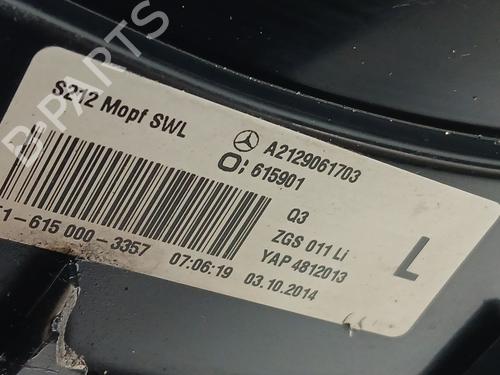 B PARTS
S212 Mopf SWL
A2129061703
O; 615901
1-615 000-3357
07:06:19 03.10.2014
Q3
ZGS 011 Li
YAP 4812013
L